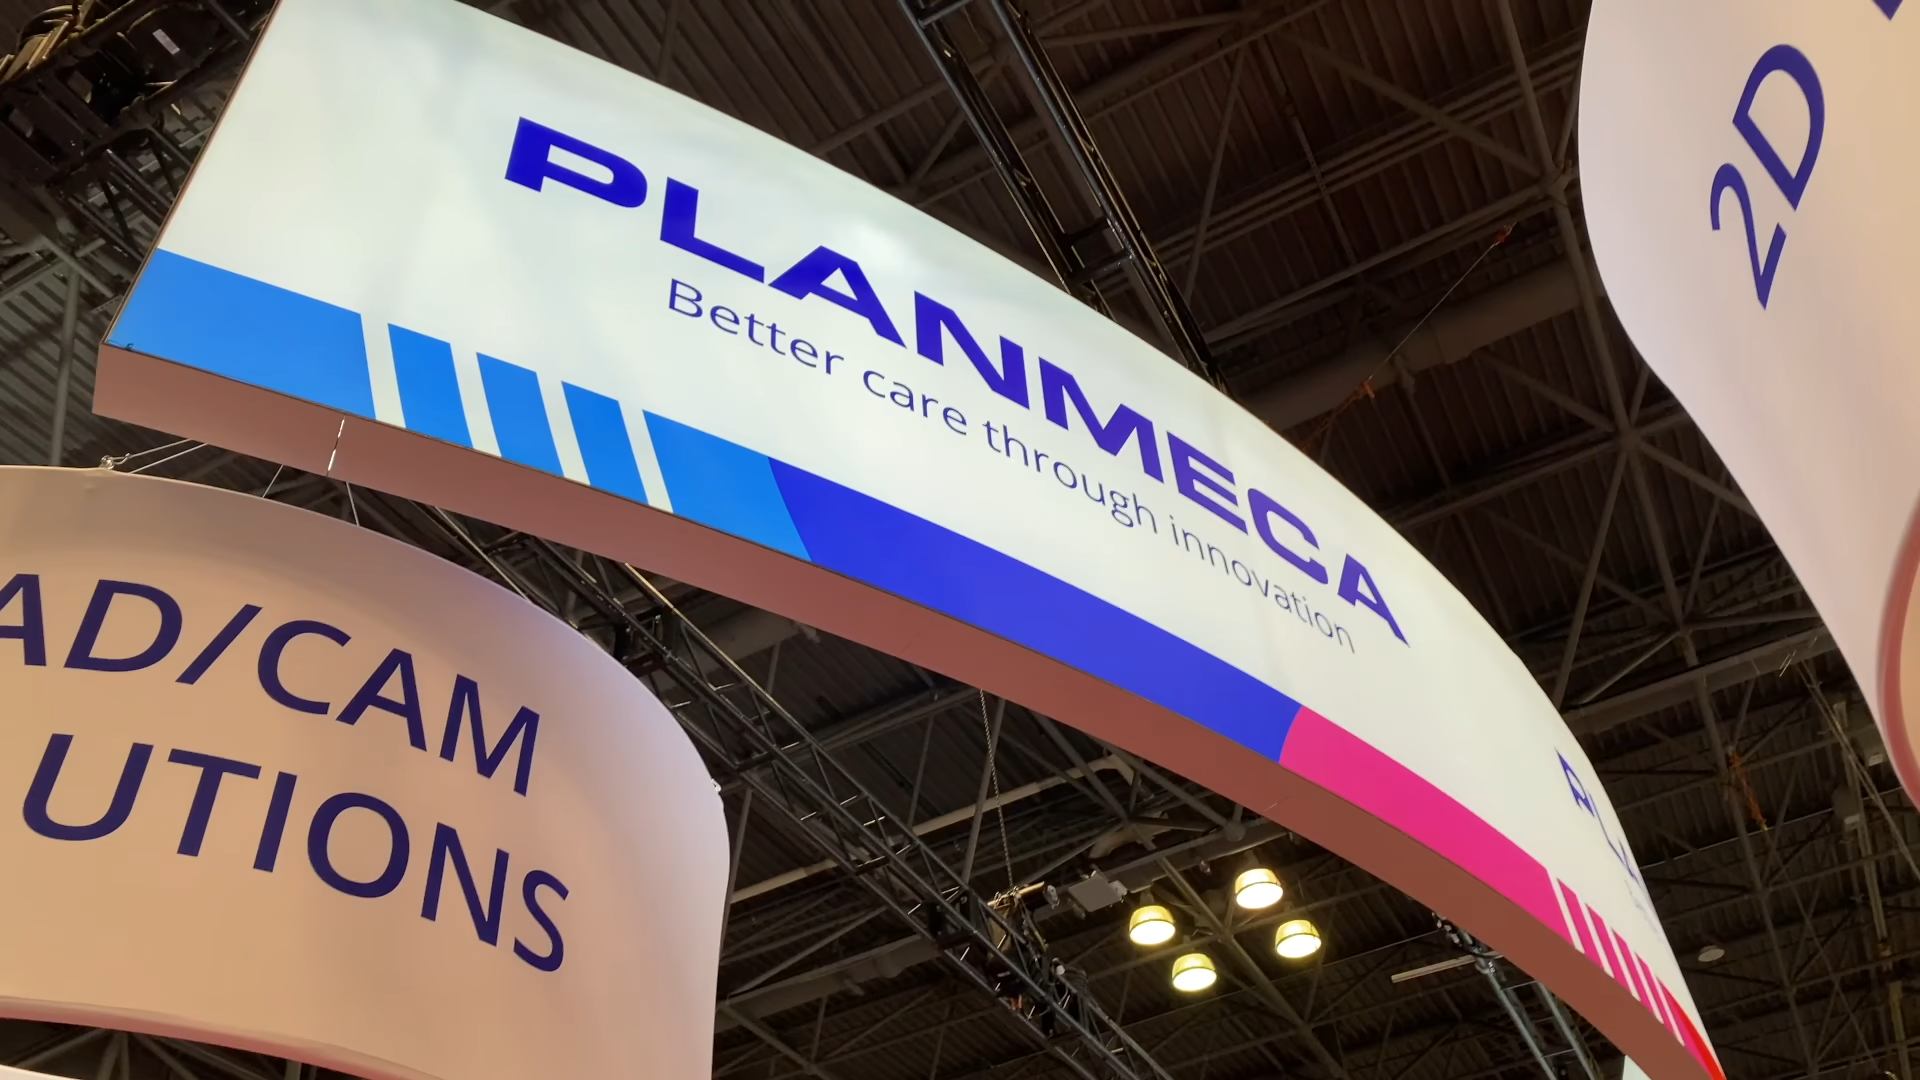 PLANMECA
Better care through innovation
AD/CAM
UTIONS
2D